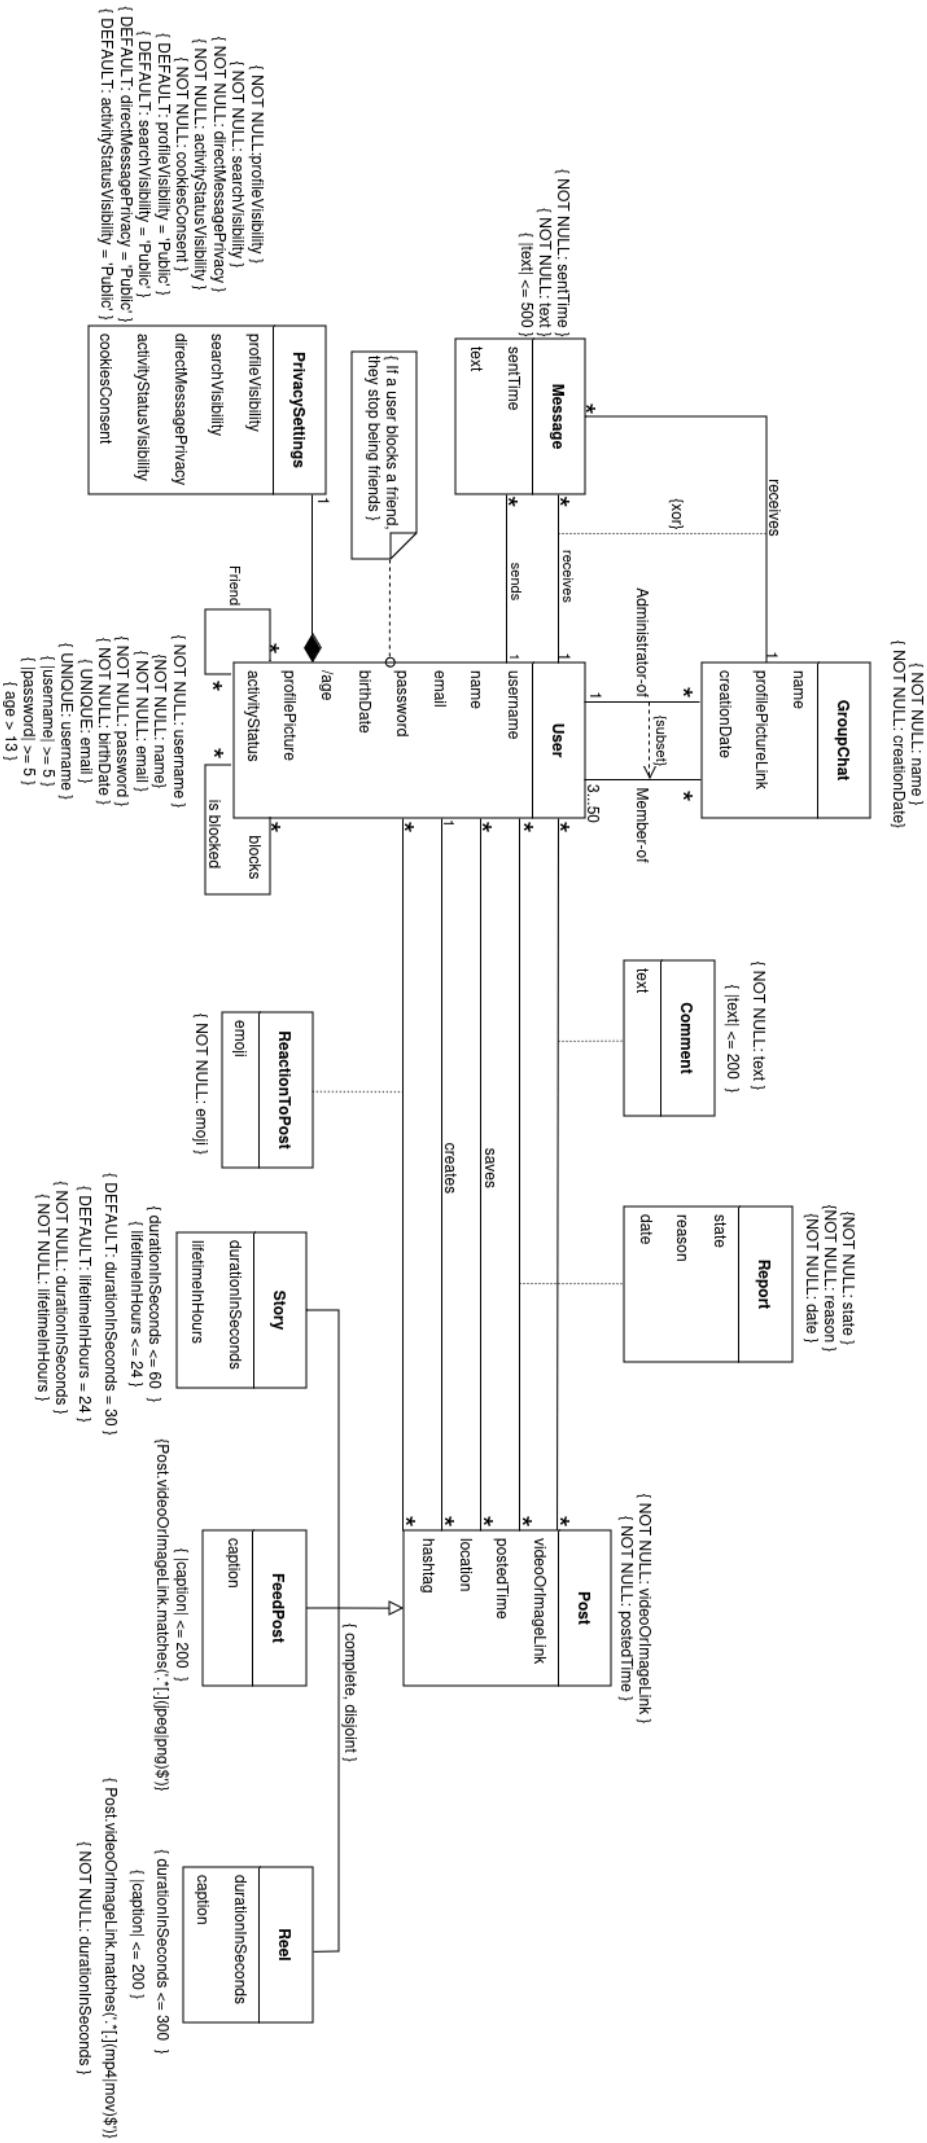 { NOT NULL: name }
{ NOT NULL: creationDate}
GroupChat
name
profilePictureLink
creationDate
receives
1
*
{xor}
Administrator-of
*
{subset}
*
Member-of
1
3...50
{ NOT NULL: sentTime }
{ NOT NULL: text }
{ |text| <= 500 }
Message
sentTime
text
*
receives
1
*
sends
1
User
username
name
email
password
birthDate
/age
profilePicture
activityStatus
{ If a user blocks a friend,
they stop being friends }
{ NOT NULL:profileVisibility }
{ NOT NULL: searchVisibility }
{ NOT NULL: directMessagePrivacy }
{ NOT NULL: activityStatusVisibility }
{ NOT NULL: cookiesConsent }
{ DEFAULT: profileVisibility = 'Public' }
{ DEFAULT: searchVisibility = 'Public' }
{ DEFAULT: directMessagePrivacy = 'Public' }
{ DEFAULT: activityStatusVisibility = 'Public' }
PrivacySettings
profileVisibility
searchVisibility
directMessagePrivacy
activityStatusVisibility
cookiesConsent
1
Friend
*
*
*
*
blocks
is blocked
{ NOT NULL: username }
{NOT NULL: name}
{ NOT NULL: email }
{ NOT NULL: password }
{ NOT NULL: birthDate }
{ UNIQUE: email }
{ UNIQUE: username }
{ |username| >= 5 }
{ |password| >= 5 }
{ age > 13 }
{ NOT NULL: text }
{ |text| <= 200 }
Comment
text
{NOT NULL: state }
{NOT NULL: reason }
{NOT NULL: date }
Report
state
reason
date
*
*
*
*
*
saves
*
1
creates
*
*
*
ReactionToPost
emoji
{ NOT NULL: emoji }
{ NOT NULL: videoOrImageLink }
{ NOT NULL: postedTime }
Post
videoOrImageLink
postedTime
location
hashtag
{ complete, disjoint }
Story
durationInSeconds
lifetimeInHours
{ durationInSeconds <= 60 }
{ lifetimeInHours <= 24 }
{ DEFAULT: durationInSeconds = 30 }
{ DEFAULT: lifetimeInHours = 24 }
{ NOT NULL: durationInSeconds }
{ NOT NULL: lifetimeInHours }
FeedPost
caption
{ |caption| <= 200 }
{Post.videoOrImageLink.matches('.*[.](jpeg|png)$')}
Reel
durationInSeconds
caption
{ durationInSeconds <= 300 }
{ |caption| <= 200 }
{ Post.videoOrImageLink.matches('.*[.](mp4|mov)$')}
{ NOT NULL: durationInSeconds }